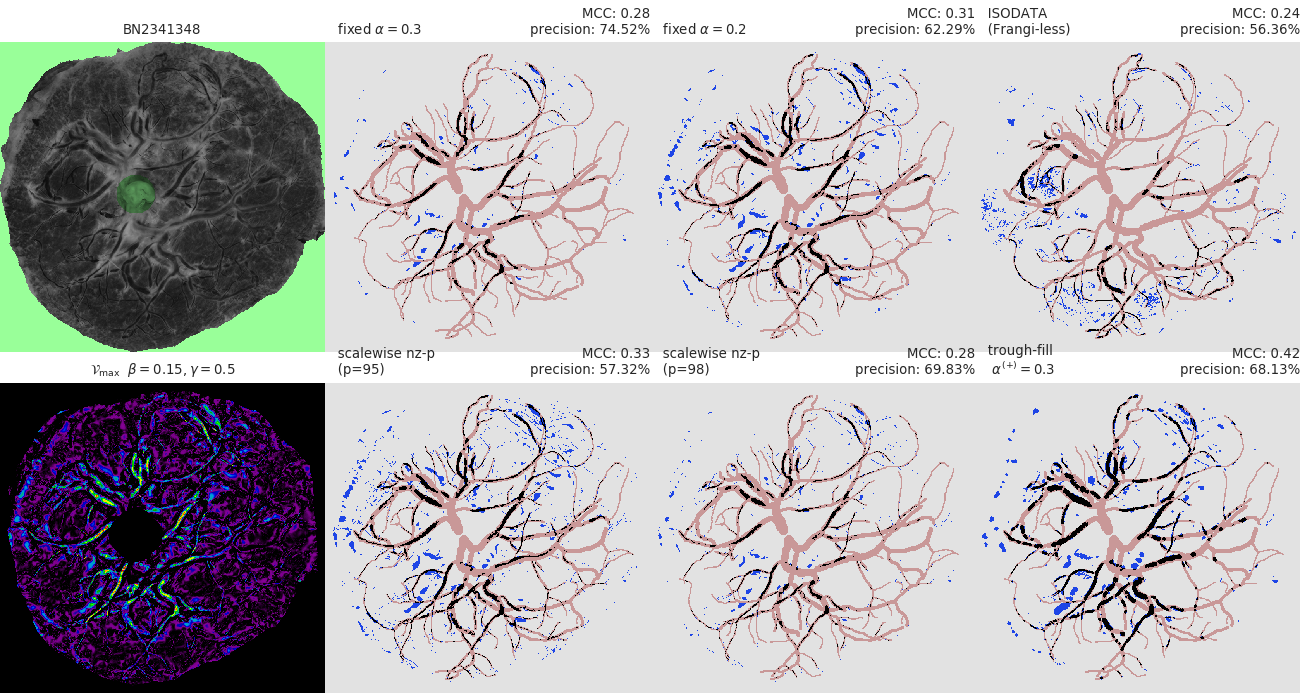 BN2341348
fixed α = 0.3
MCC: 0.28
precision: 74.52%
fixed α = 0.2
MCC: 0.31
precision: 62.29%
ISODATA
(Frangi-less)
MCC: 0.24
precision: 56.36%
𝒱max β = 0.15, γ = 0.5
scalewise nz-p
(p=95)
MCC: 0.33
precision: 57.32%
scalewise nz-p
(p=98)
MCC: 0.28
precision: 69.83%
trough-fill
α(+) = 0.3
MCC: 0.42
precision: 68.13%